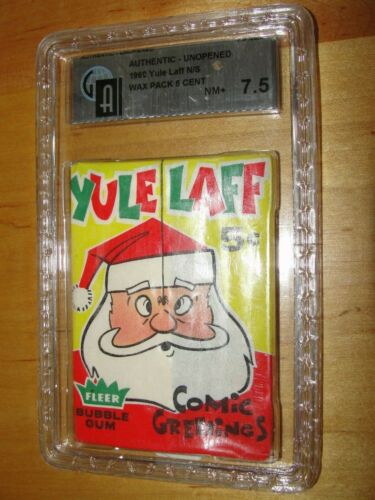 AUTHENTIC - UNOPENED
1960 Yule Laff N/S
WAX PACK 5 CENT
NM+ 7.5
GAI
YULE LAFF
5¢
FLEER
BUBBLE
GUM
COMIC
GREETINGS